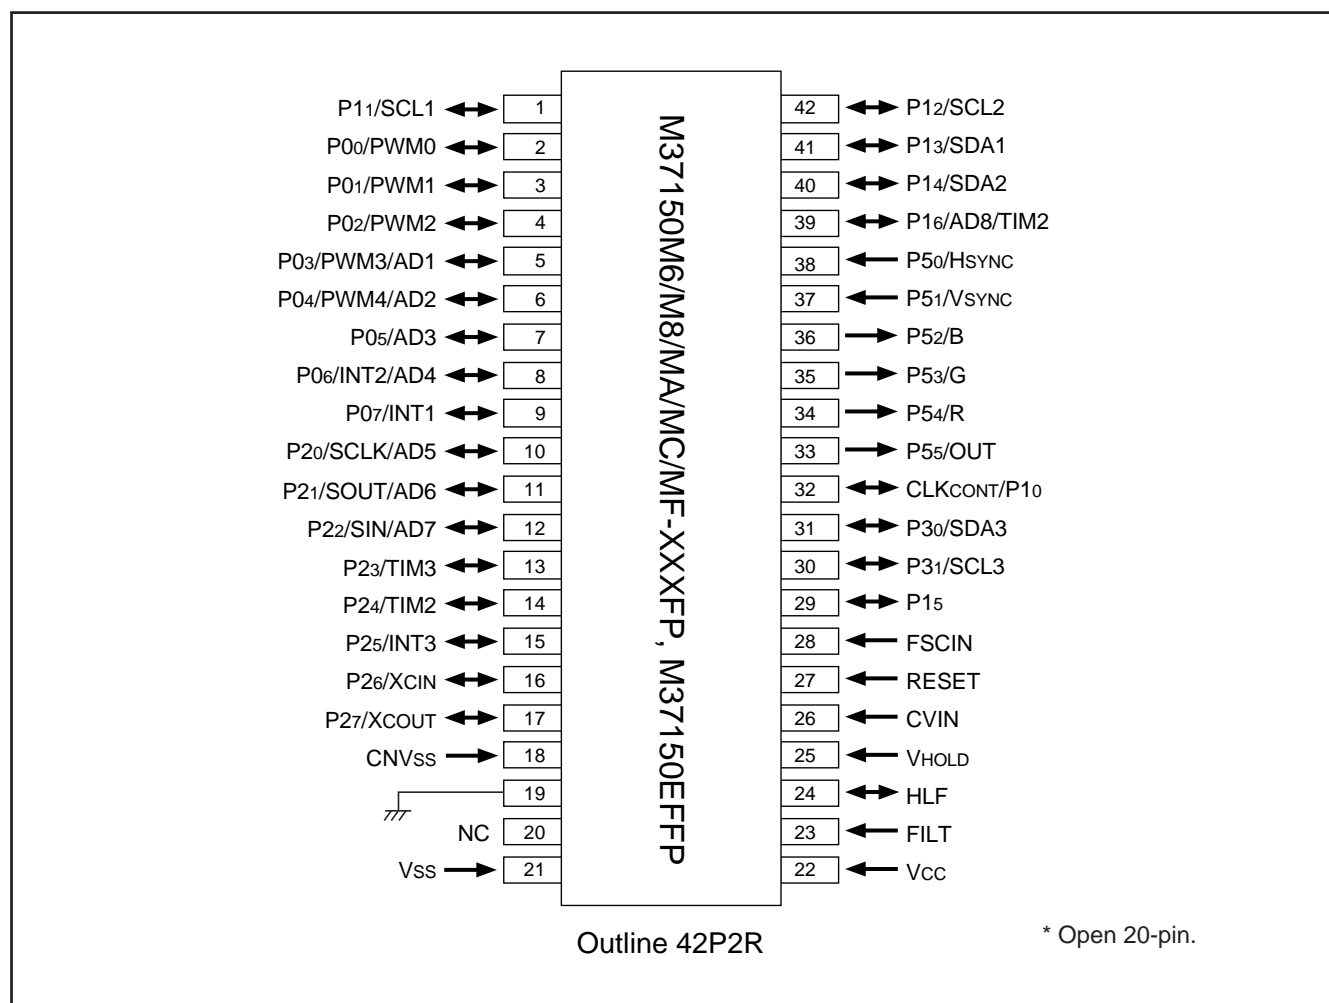 P11/SCL1 1
P00/PWM0 2
P01/PWM1 3
P02/PWM2 4
P03/PWM3/AD1 5
P04/PWM4/AD2 6
P05/AD3 7
P06/INT2/AD4 8
P07/INT1 9
P20/SCLK/AD5 10
P21/SOUT/AD6 11
P22/SIN/AD7 12
P23/TIM3 13
P24/TIM2 14
P25/INT3 15
P26/XCIN 16
P27/XCOUT 17
CNVSS 18
19
NC 20
VSS 21
M37150M6/M8/MA/MC/MF-XXXFP, M37150EFFP
42 P12/SCL2
41 P13/SDA1
40 P14/SDA2
39 P16/AD8/TIM2
38 P50/HSYNC
37 P51/VSYNC
36 P52/B
35 P53/G
34 P54/R
33 P55/OUT
32 CLKCONT/P10
31 P30/SDA3
30 P31/SCL3
29 P15
28 FSCIN
27 RESET
26 CVIN
25 VHOLD
24 HLF
23 FILT
22 VCC
Outline 42P2R
* Open 20-pin.